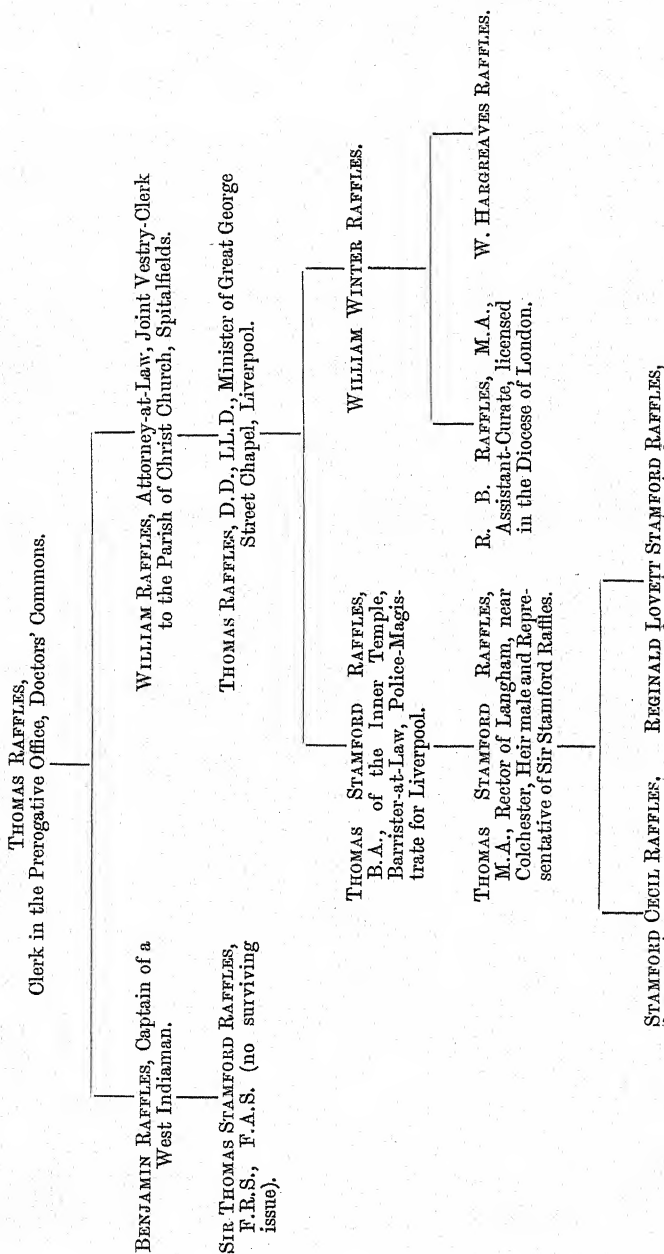 THOMAS RAFFLES,
Clerk in the Prerogative Office, Doctors' Commons.
BENJAMIN RAFFLES, Captain of a
West Indiaman.
WILLIAM RAFFLES, Attorney-at-Law, Joint Vestry-Clerk
to the Parish of Christ Church, Spitalfields.
SIR THOMAS STAMFORD RAFFLES,
F.R.S., F.A.S. (no surviving
issue).
THOMAS RAFFLES, D.D., LL.D., Minister of Great George
Street Chapel, Liverpool.
THOMAS STAMFORD RAFFLES,
B.A., of the Inner Temple,
Barrister-at-Law, Police-Magis-
trate for Liverpool.
WILLIAM WINTER RAFFLES.
THOMAS STAMFORD RAFFLES,
M.A., Rector of Langham, near
Colchester, Heir male and Repre-
sentative of Sir Stamford Raffles.
R. B. RAFFLES, M.A.,
Assistant-Curate, licensed
in the Diocese of London.
W. HARGREAVES RAFFLES.
STAMFORD CECIL RAFFLES.
REGINALD LOVETT STAMFORD RAFFLES,